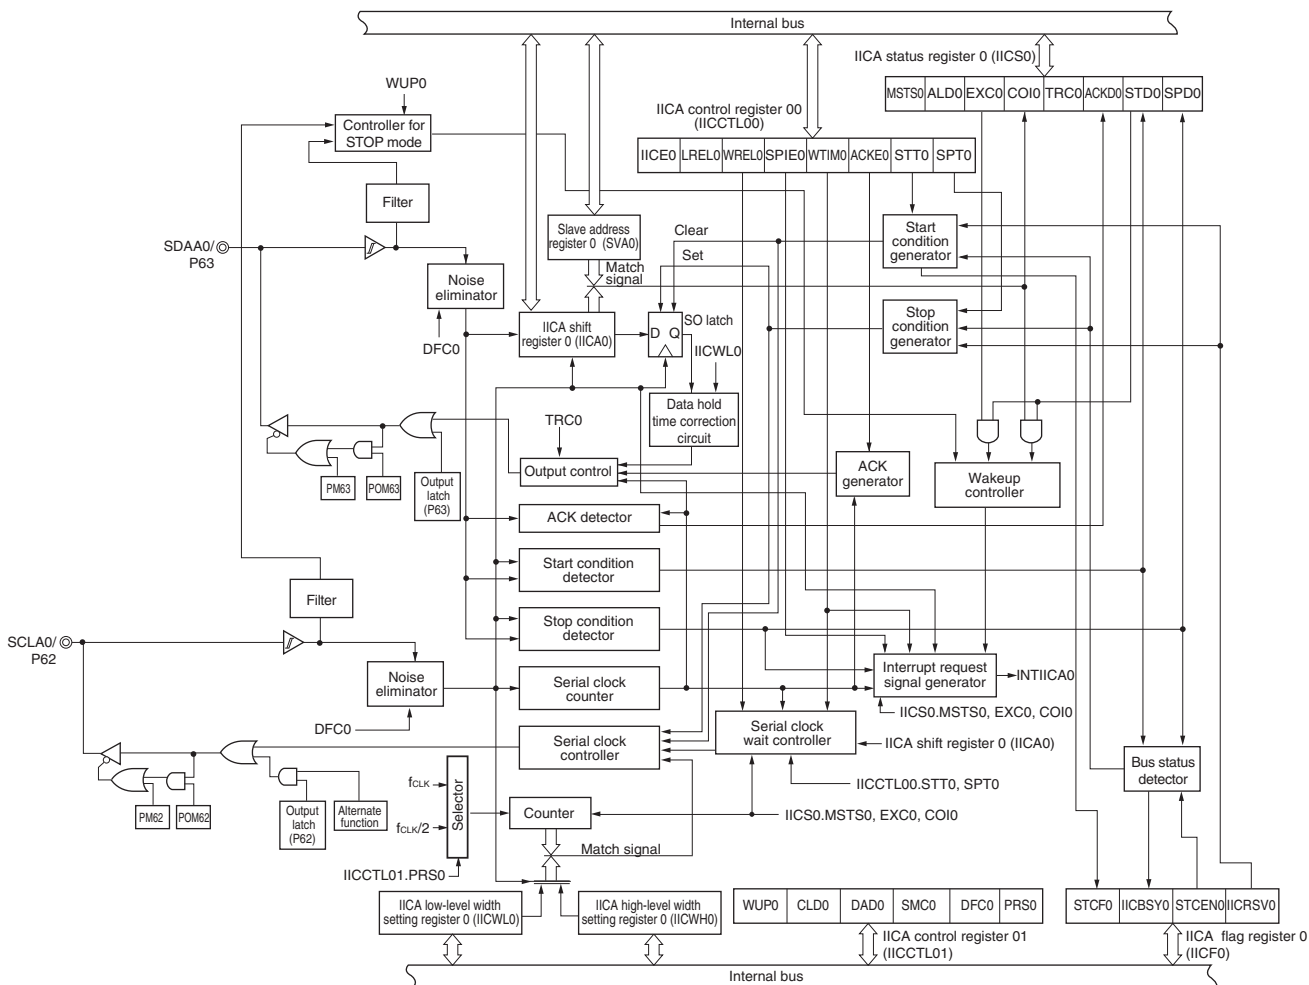 Internal bus
IICA status register 0 (IICS0)
WUP0
MSTS0 ALD0 EXC0 COI0 TRC0 ACKD0 STD0 SPD0
IICA control register 00
(IICCTL00)
Controller for
STOP mode
IICE0 LREL0 WREL0 SPIE0 WTIM0 ACKE0 STT0 SPT0
Filter
Slave address
register 0 (SVA0)
Clear
Start
condition
generator
SDAA0/
P63
Set
Match
signal
Noise
eliminator
Stop
condition
generator
SO latch
IICA shift
register 0 (IICA0)
D Q
DFC0
IICWL0
Data hold
time correction
circuit
TRC0
Output control
ACK
generator
Wakeup
controller
PM63
POM63
Output
latch
(P63)
ACK detector
Start condition
detector
Filter
Stop condition
detector
SCLA0/
P62
Noise
eliminator
Serial clock
counter
Interrupt request
signal generator
INTIICA0
IICS0.MSTS0, EXC0, COI0
DFC0
Serial clock
controller
Serial clock
wait controller
IICA shift register 0 (IICA0)
Bus status
detector
IICCTL00.STT0, SPT0
fCLK
Selector
PM62
POM62
Output
latch
(P62)
Alternate
function
Counter
IICS0.MSTS0, EXC0, COI0
fCLK/2
Match signal
IICCTL01.PRS0
IICA low-level width
setting register 0 (IICWL0)
IICA high-level width
setting register 0 (IICWH0)
WUP0 CLD0 DAD0 SMC0 DFC0 PRS0
STCF0 IICBSY0 STCEN0 IICRSV0
IICA control register 01
(IICCTL01)
IICA flag register 0
(IICF0)
Internal bus